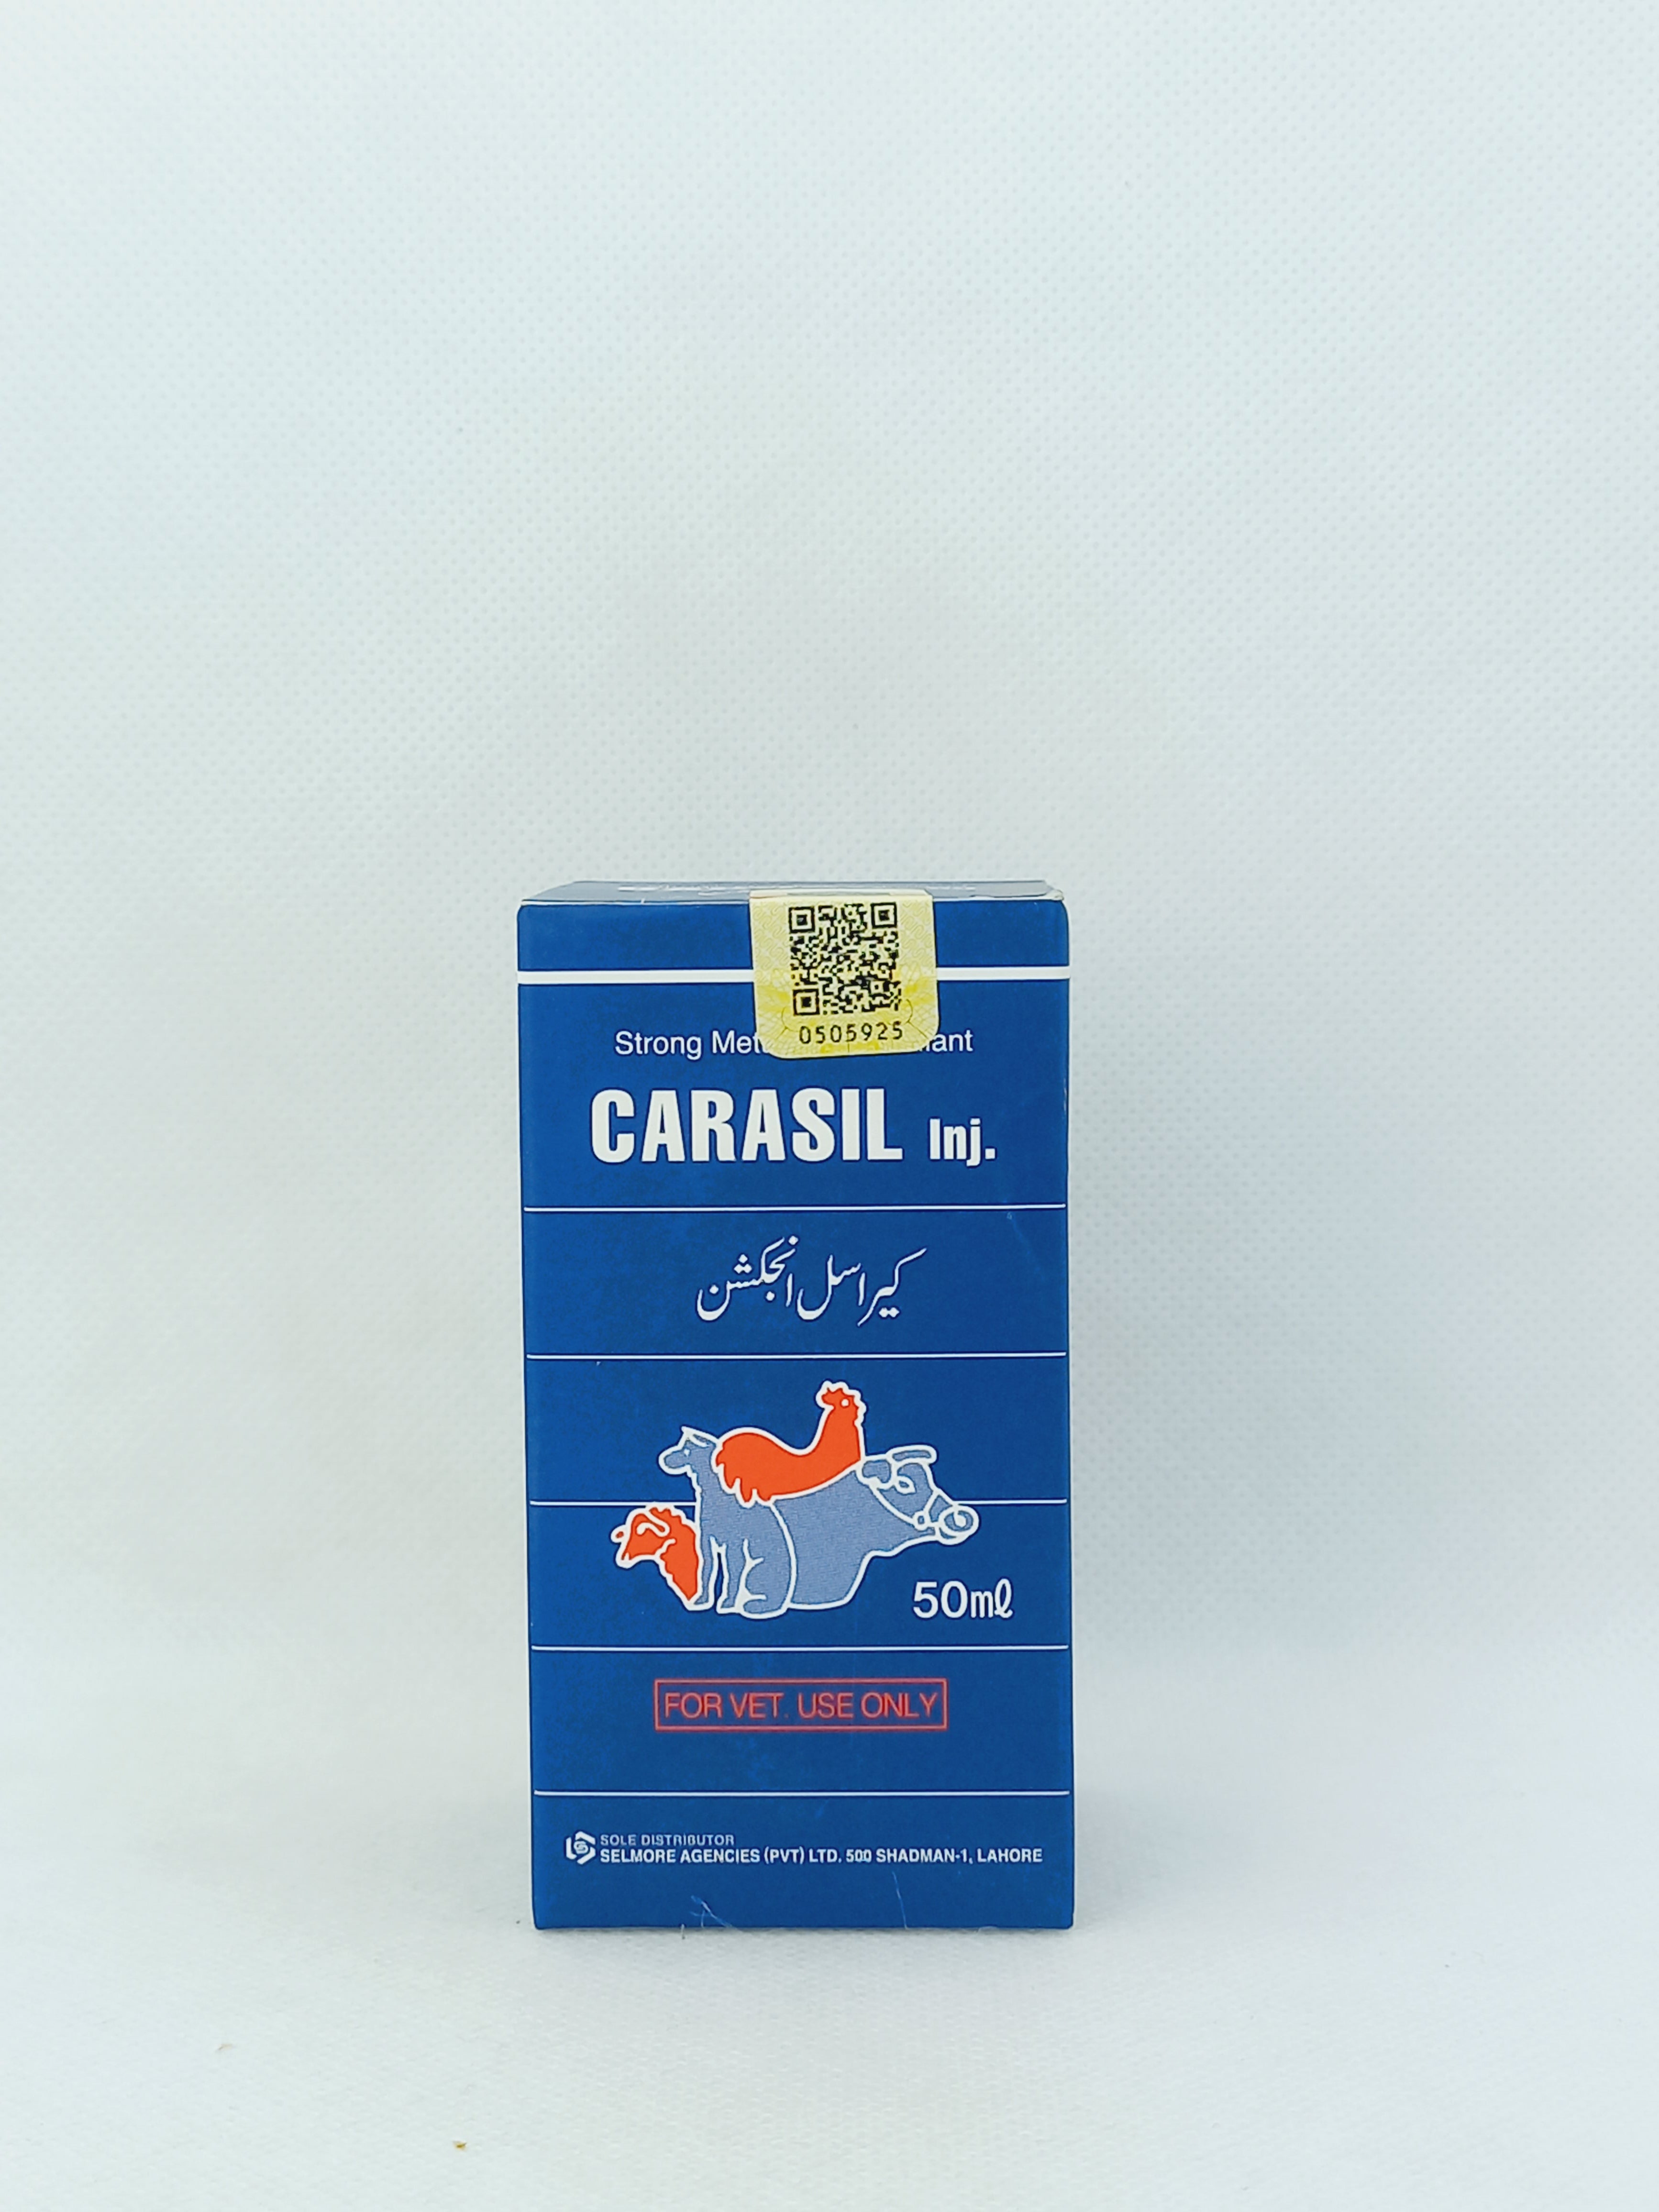 0505925
Strong
CARASIL Inj.
کیراسل انجکشن
50ml
FOR VET. USE ONLY
SOLE DISTRIBUTOR
SELMORE AGENCIES (PVT) LTD. 500 SHADMAN-1, LAHORE